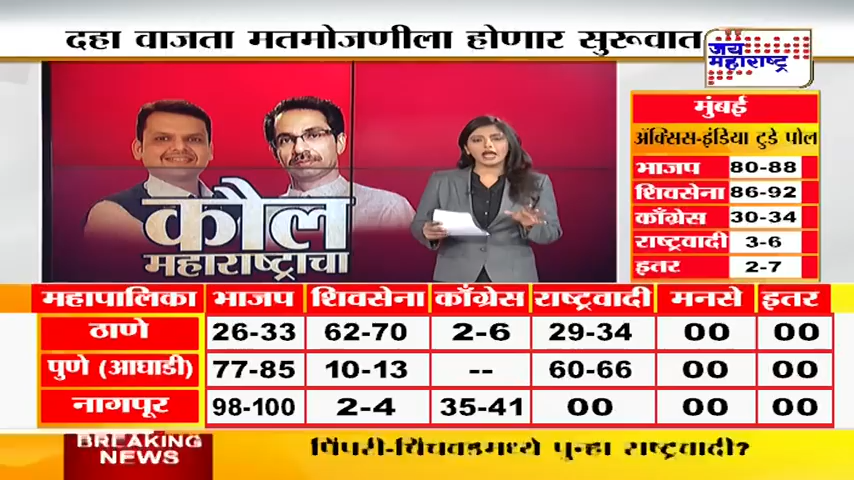 दहा वाजता मतमोजणीला होणार सुरूवात
जय
महाराष्ट्र
कौल
महाराष्ट्राचा
मुंबई
ॲक्सिस-इंडिया टुडे पोल
भाजप 80-88
शिवसेना 86-92
काँग्रेस 30-34
राष्ट्रवादी 3-6
इतर 2-7
महापालिका भाजप शिवसेना काँग्रेस राष्ट्रवादी मनसे इतर
ठाणे 26-33 62-70 2-6 29-34 00 00
पुणे (आघाडी) 77-85 10-13 -- 60-66 00 00
नागपूर 98-100 2-4 35-41 00 00 00
BREAKING
NEWS
पिंपरी-चिंचवडमध्ये पुन्हा राष्ट्रवादी?